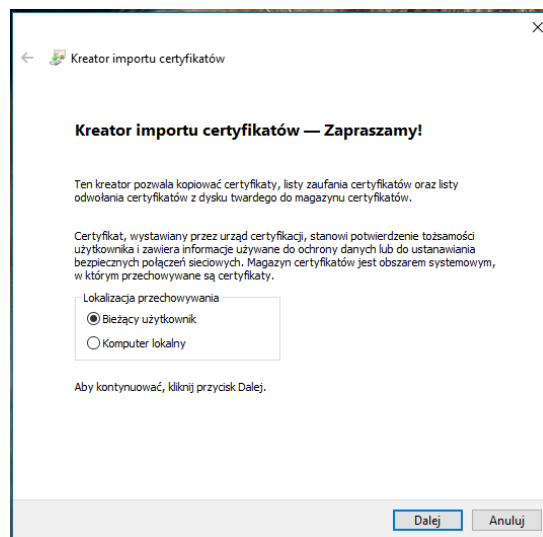 Kreator importu certyfikatów
Kreator importu certyfikatów — Zapraszamy!
Ten kreator pozwala kopiować certyfikaty, listy zaufania certyfikatów oraz listy
odwołania certyfikatów z dysku twardego do magazynu certyfikatów.
Certyfikat, wystawiany przez urząd certyfikacji, stanowi potwierdzenie tożsamości
użytkownika i zawiera informacje używane do ochrony danych lub do ustanawiania
bezpiecznych połączeń sieciowych. Magazyn certyfikatów jest obszarem systemowym,
w którym przechowywane są certyfikaty.
Lokalizacja przechowywania
Bieżący użytkownik
Komputer lokalny
Aby kontynuować, kliknij przycisk Dalej.
Dalej
Anuluj